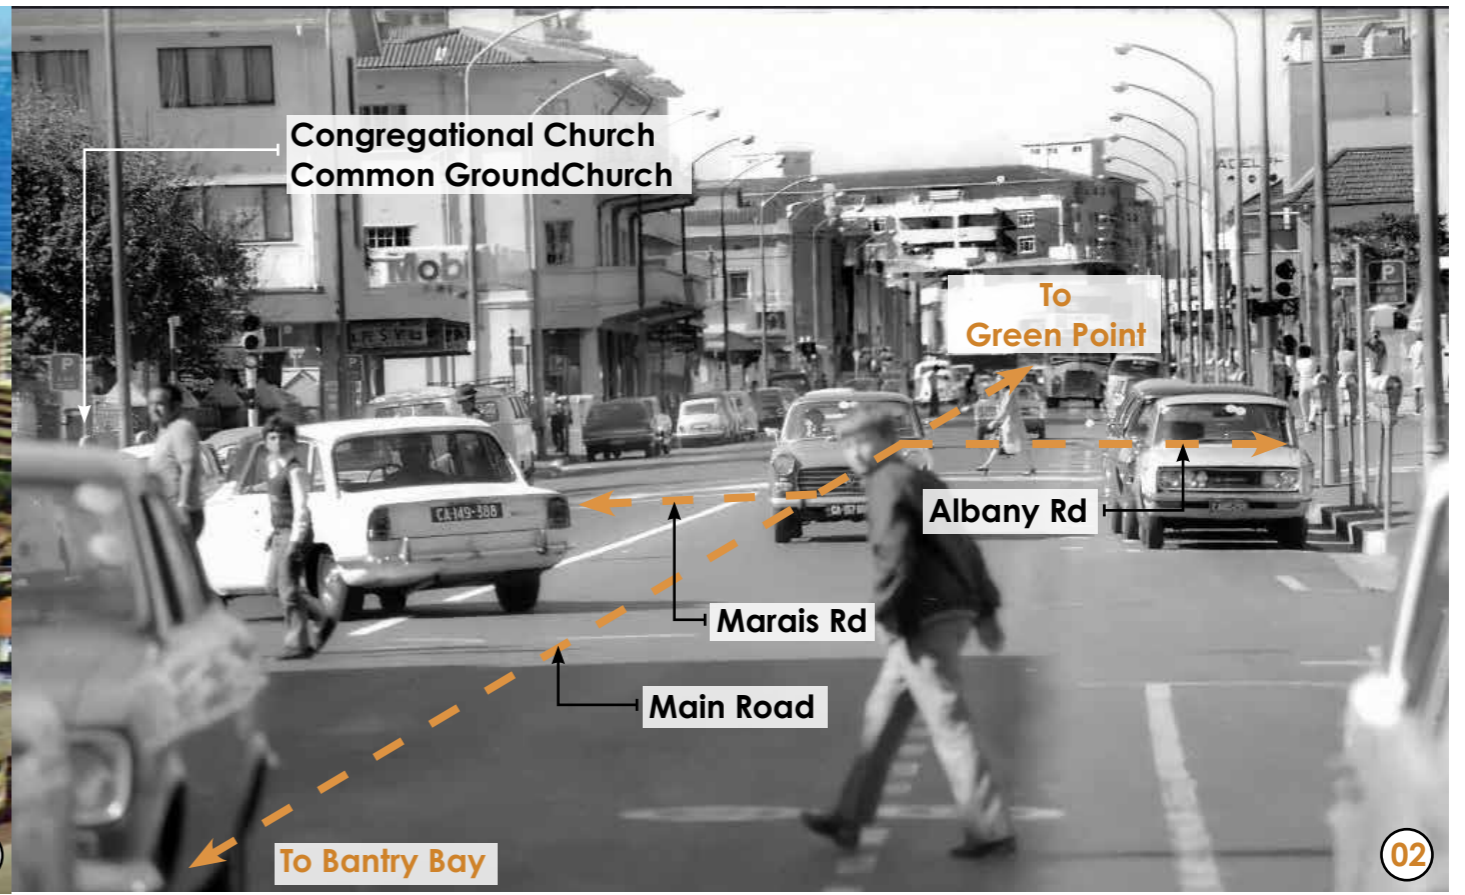 Congregational Church
Common GroundChurch
Mobil
ADELPH
P
To
Green Point
P
CA·149-388
Albany Rd
Marais Rd
Main Road
To Bantry Bay
02